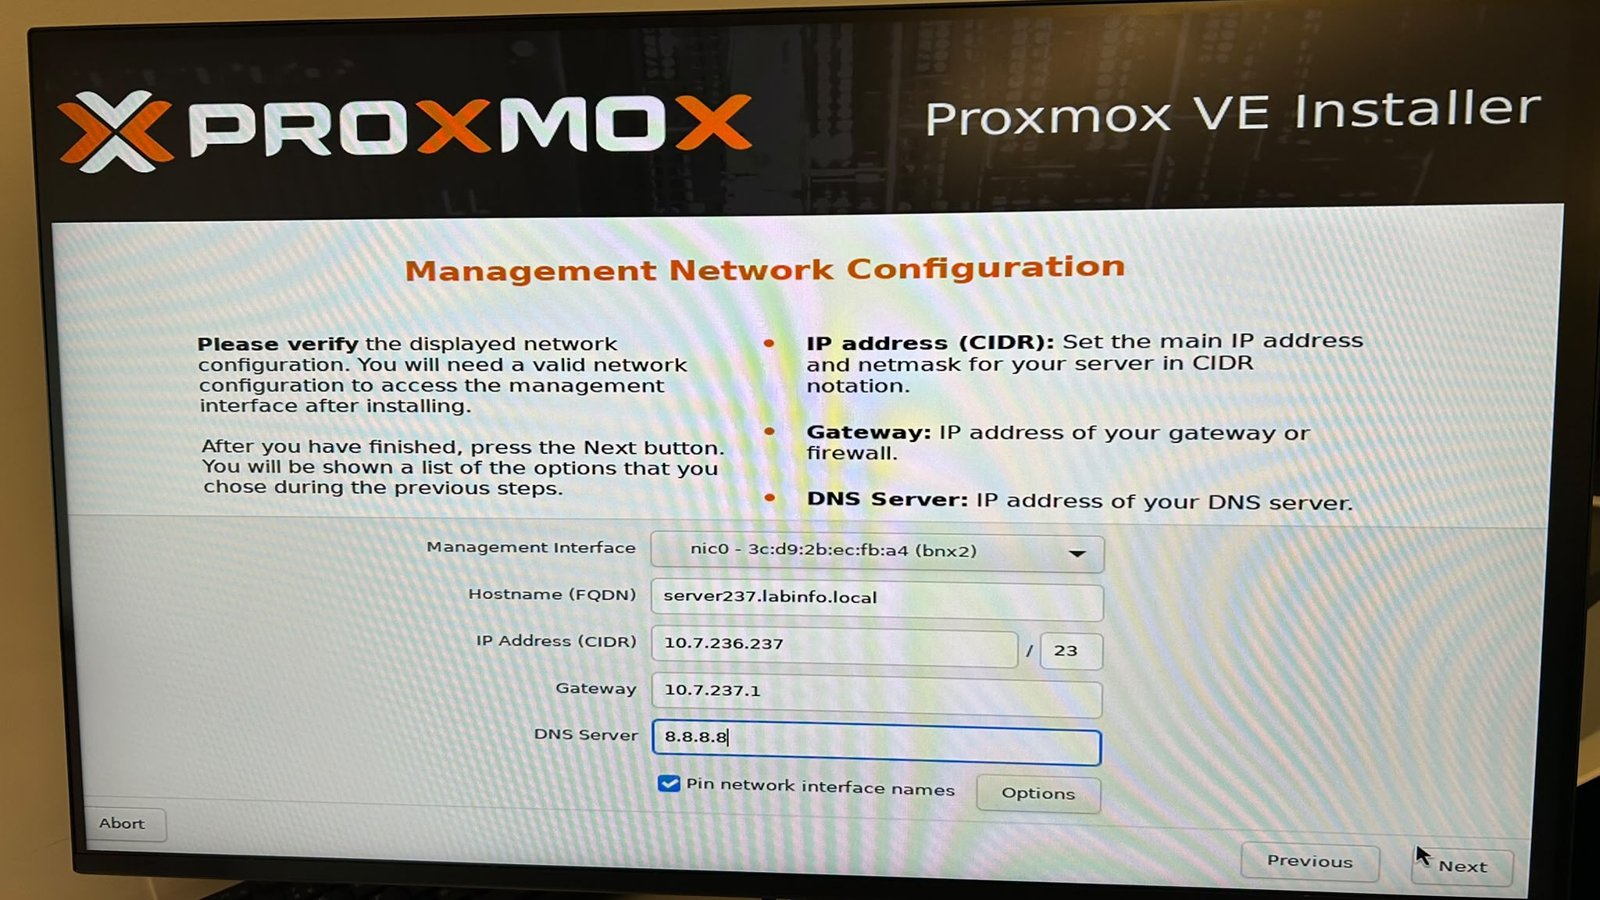 PROXMOX
Proxmox VE Installer
Management Network Configuration
Please verify the displayed network
configuration. You will need a valid network
configuration to access the management
interface after installing.
After you have finished, press the Next button.
You will be shown a list of the options that you
chose during the previous steps.
IP address (CIDR): Set the main IP address
and netmask for your server in CIDR
notation.
Gateway: IP address of your gateway or
firewall.
DNS Server: IP address of your DNS server.
Management Interface nic0 - 3c:d9:2b:ec:fb:a4 (bnx2)
Hostname (FQDN) server237.labinfo.local
IP Address (CIDR) 10.7.236.237 / 23
Gateway 10.7.237.1
DNS Server 8.8.8.8
Pin network interface names Options
Abort
Previous Next